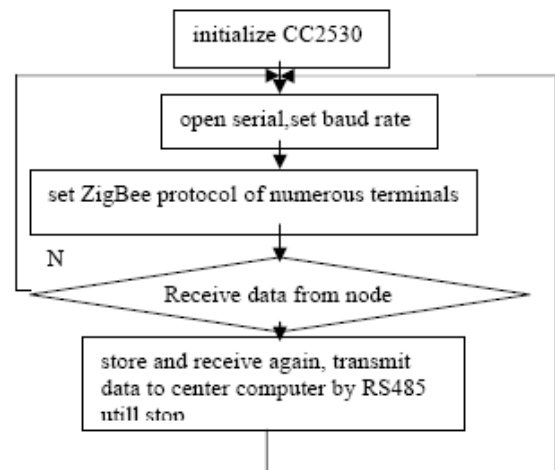 initialize CC2530
open serial,set baud rate
set ZigBee protocol of numerous terminals
N
Receive data from node
store and receive again, transmit
data to center computer by RS485
utill stop